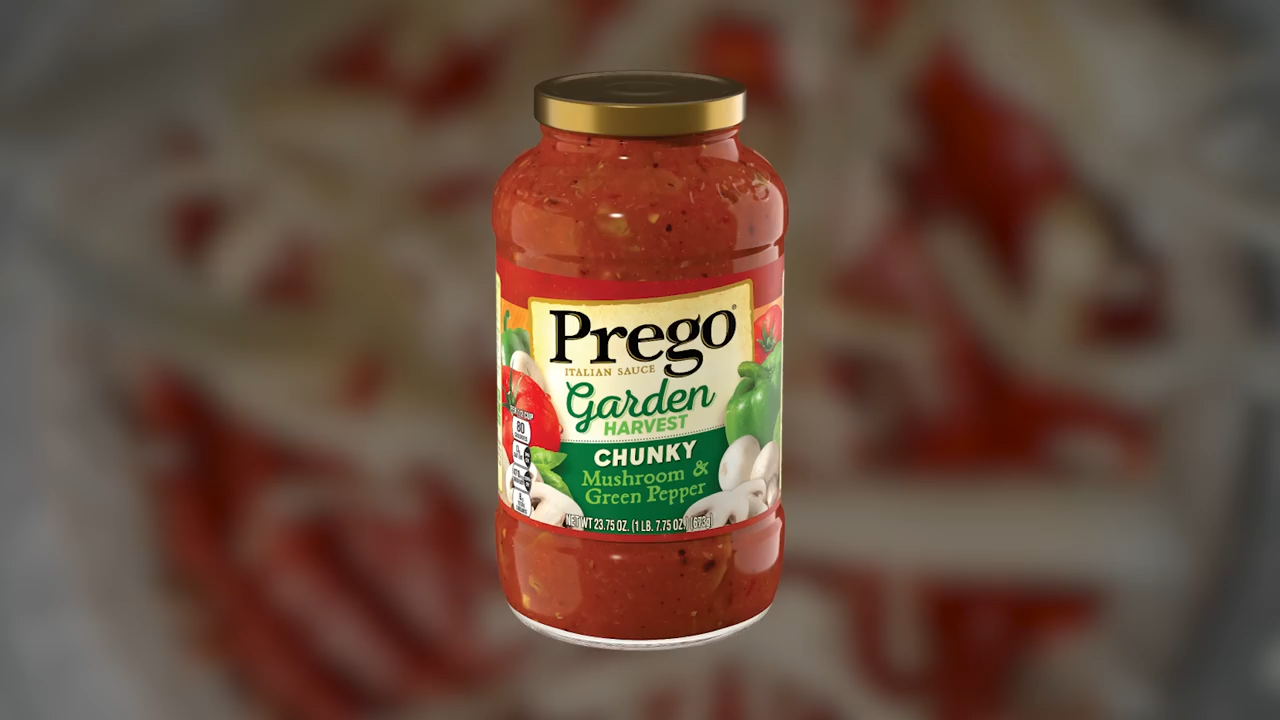 Prego®
ITALIAN SAUCE
Garden
HARVEST
CHUNKY
Mushroom &
Green Pepper
80
NET WT 23.75 OZ. (1 LB. 7.75 OZ.) (673g)